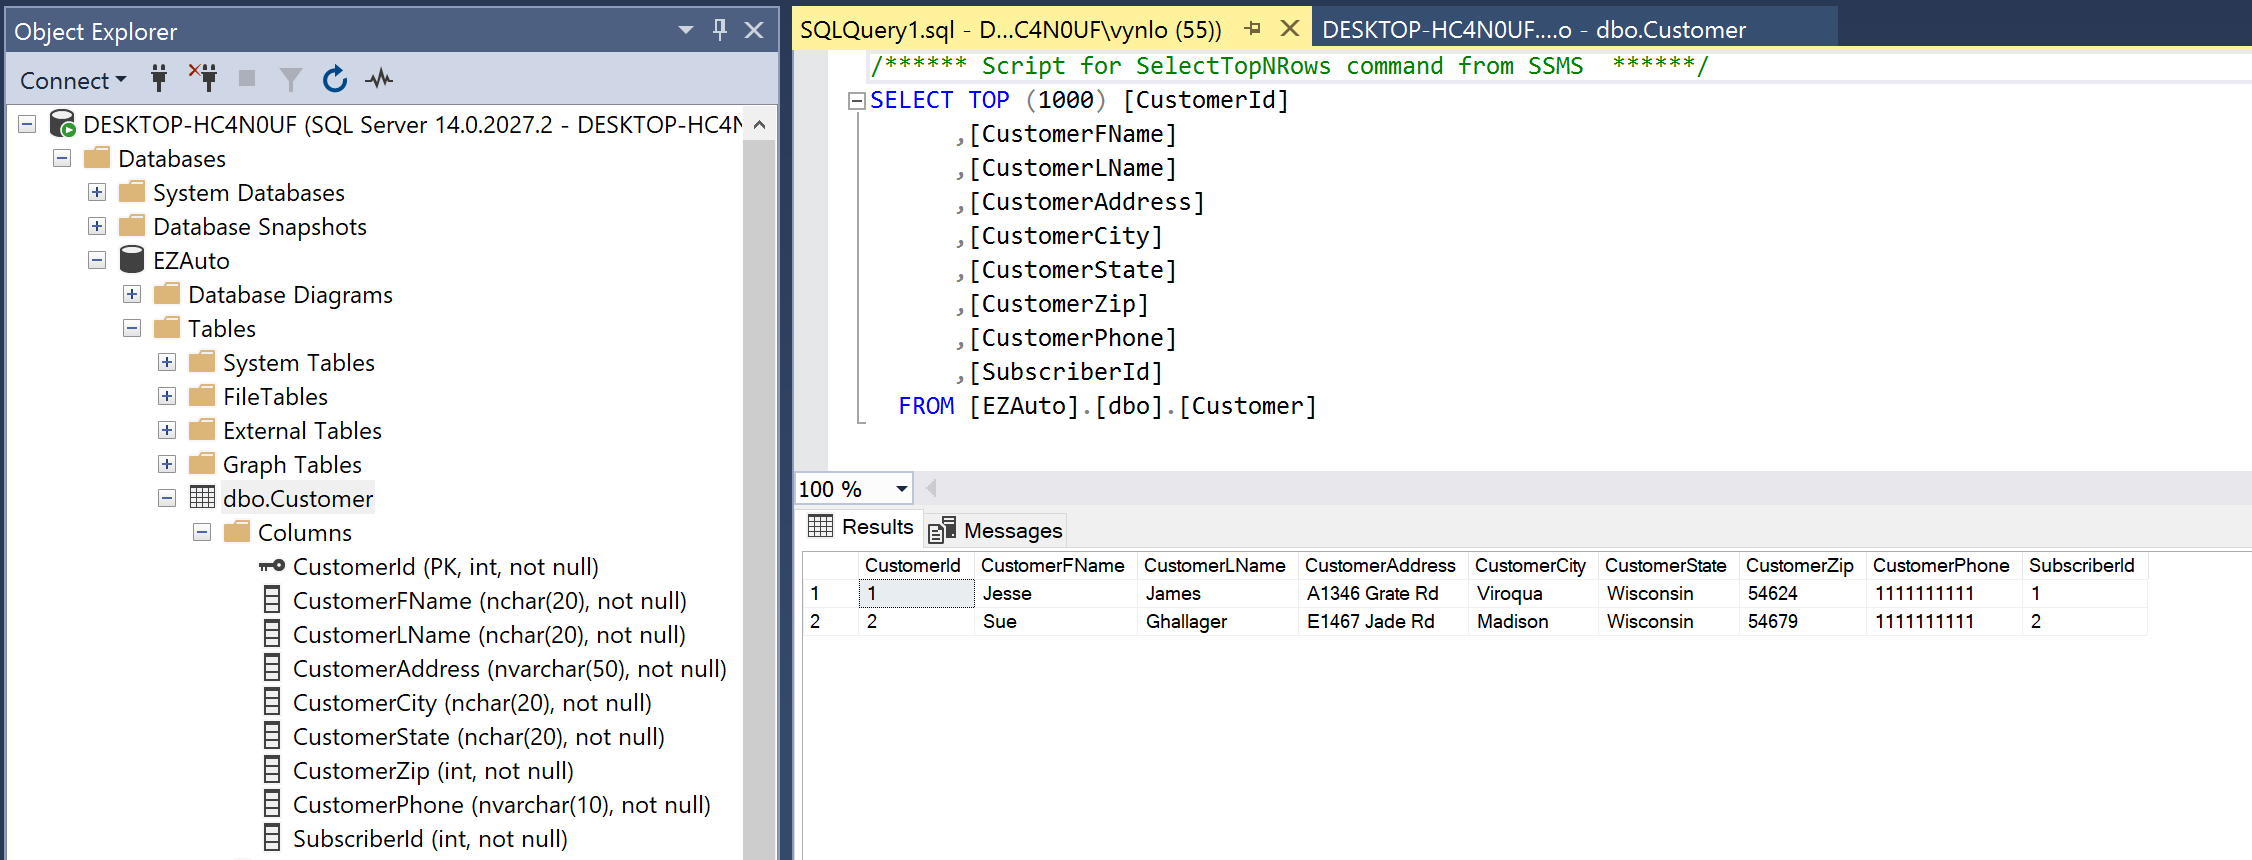 Object Explorer
Connect
DESKTOP-HC4N0UF (SQL Server 14.0.2027.2 - DESKTOP-HC4N
Databases
System Databases
Database Snapshots
EZAuto
Database Diagrams
Tables
System Tables
FileTables
External Tables
Graph Tables
dbo.Customer
Columns
CustomerId (PK, int, not null)
CustomerFName (nchar(20), not null)
CustomerLName (nchar(20), not null)
CustomerAddress (nvarchar(50), not null)
CustomerCity (nchar(20), not null)
CustomerState (nchar(20), not null)
CustomerZip (int, not null)
CustomerPhone (nvarchar(10), not null)
SubscriberId (int, not null)
SQLQuery1.sql - D...C4N0UF\vynlo (55)) DESKTOP-HC4N0UF....o - dbo.Customer
/****** Script for SelectTopNRows command from SSMS  ******/
SELECT TOP (1000) [CustomerId]
,[CustomerFName]
,[CustomerLName]
,[CustomerAddress]
,[CustomerCity]
,[CustomerState]
,[CustomerZip]
,[CustomerPhone]
,[SubscriberId]
FROM [EZAuto].[dbo].[Customer]
100 %
Results Messages
CustomerId CustomerFName CustomerLName CustomerAddress CustomerCity CustomerState CustomerZip CustomerPhone SubscriberId
1 1 Jesse James A1346 Grate Rd Viroqua Wisconsin 54624 1111111111 1
2 2 Sue Ghallager E1467 Jade Rd Madison Wisconsin 54679 1111111111 2